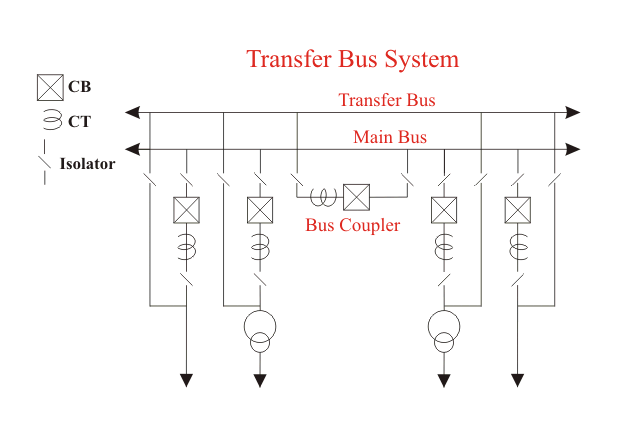 Transfer Bus System
CB
Transfer Bus
CT
Main Bus
Isolator
Bus Coupler